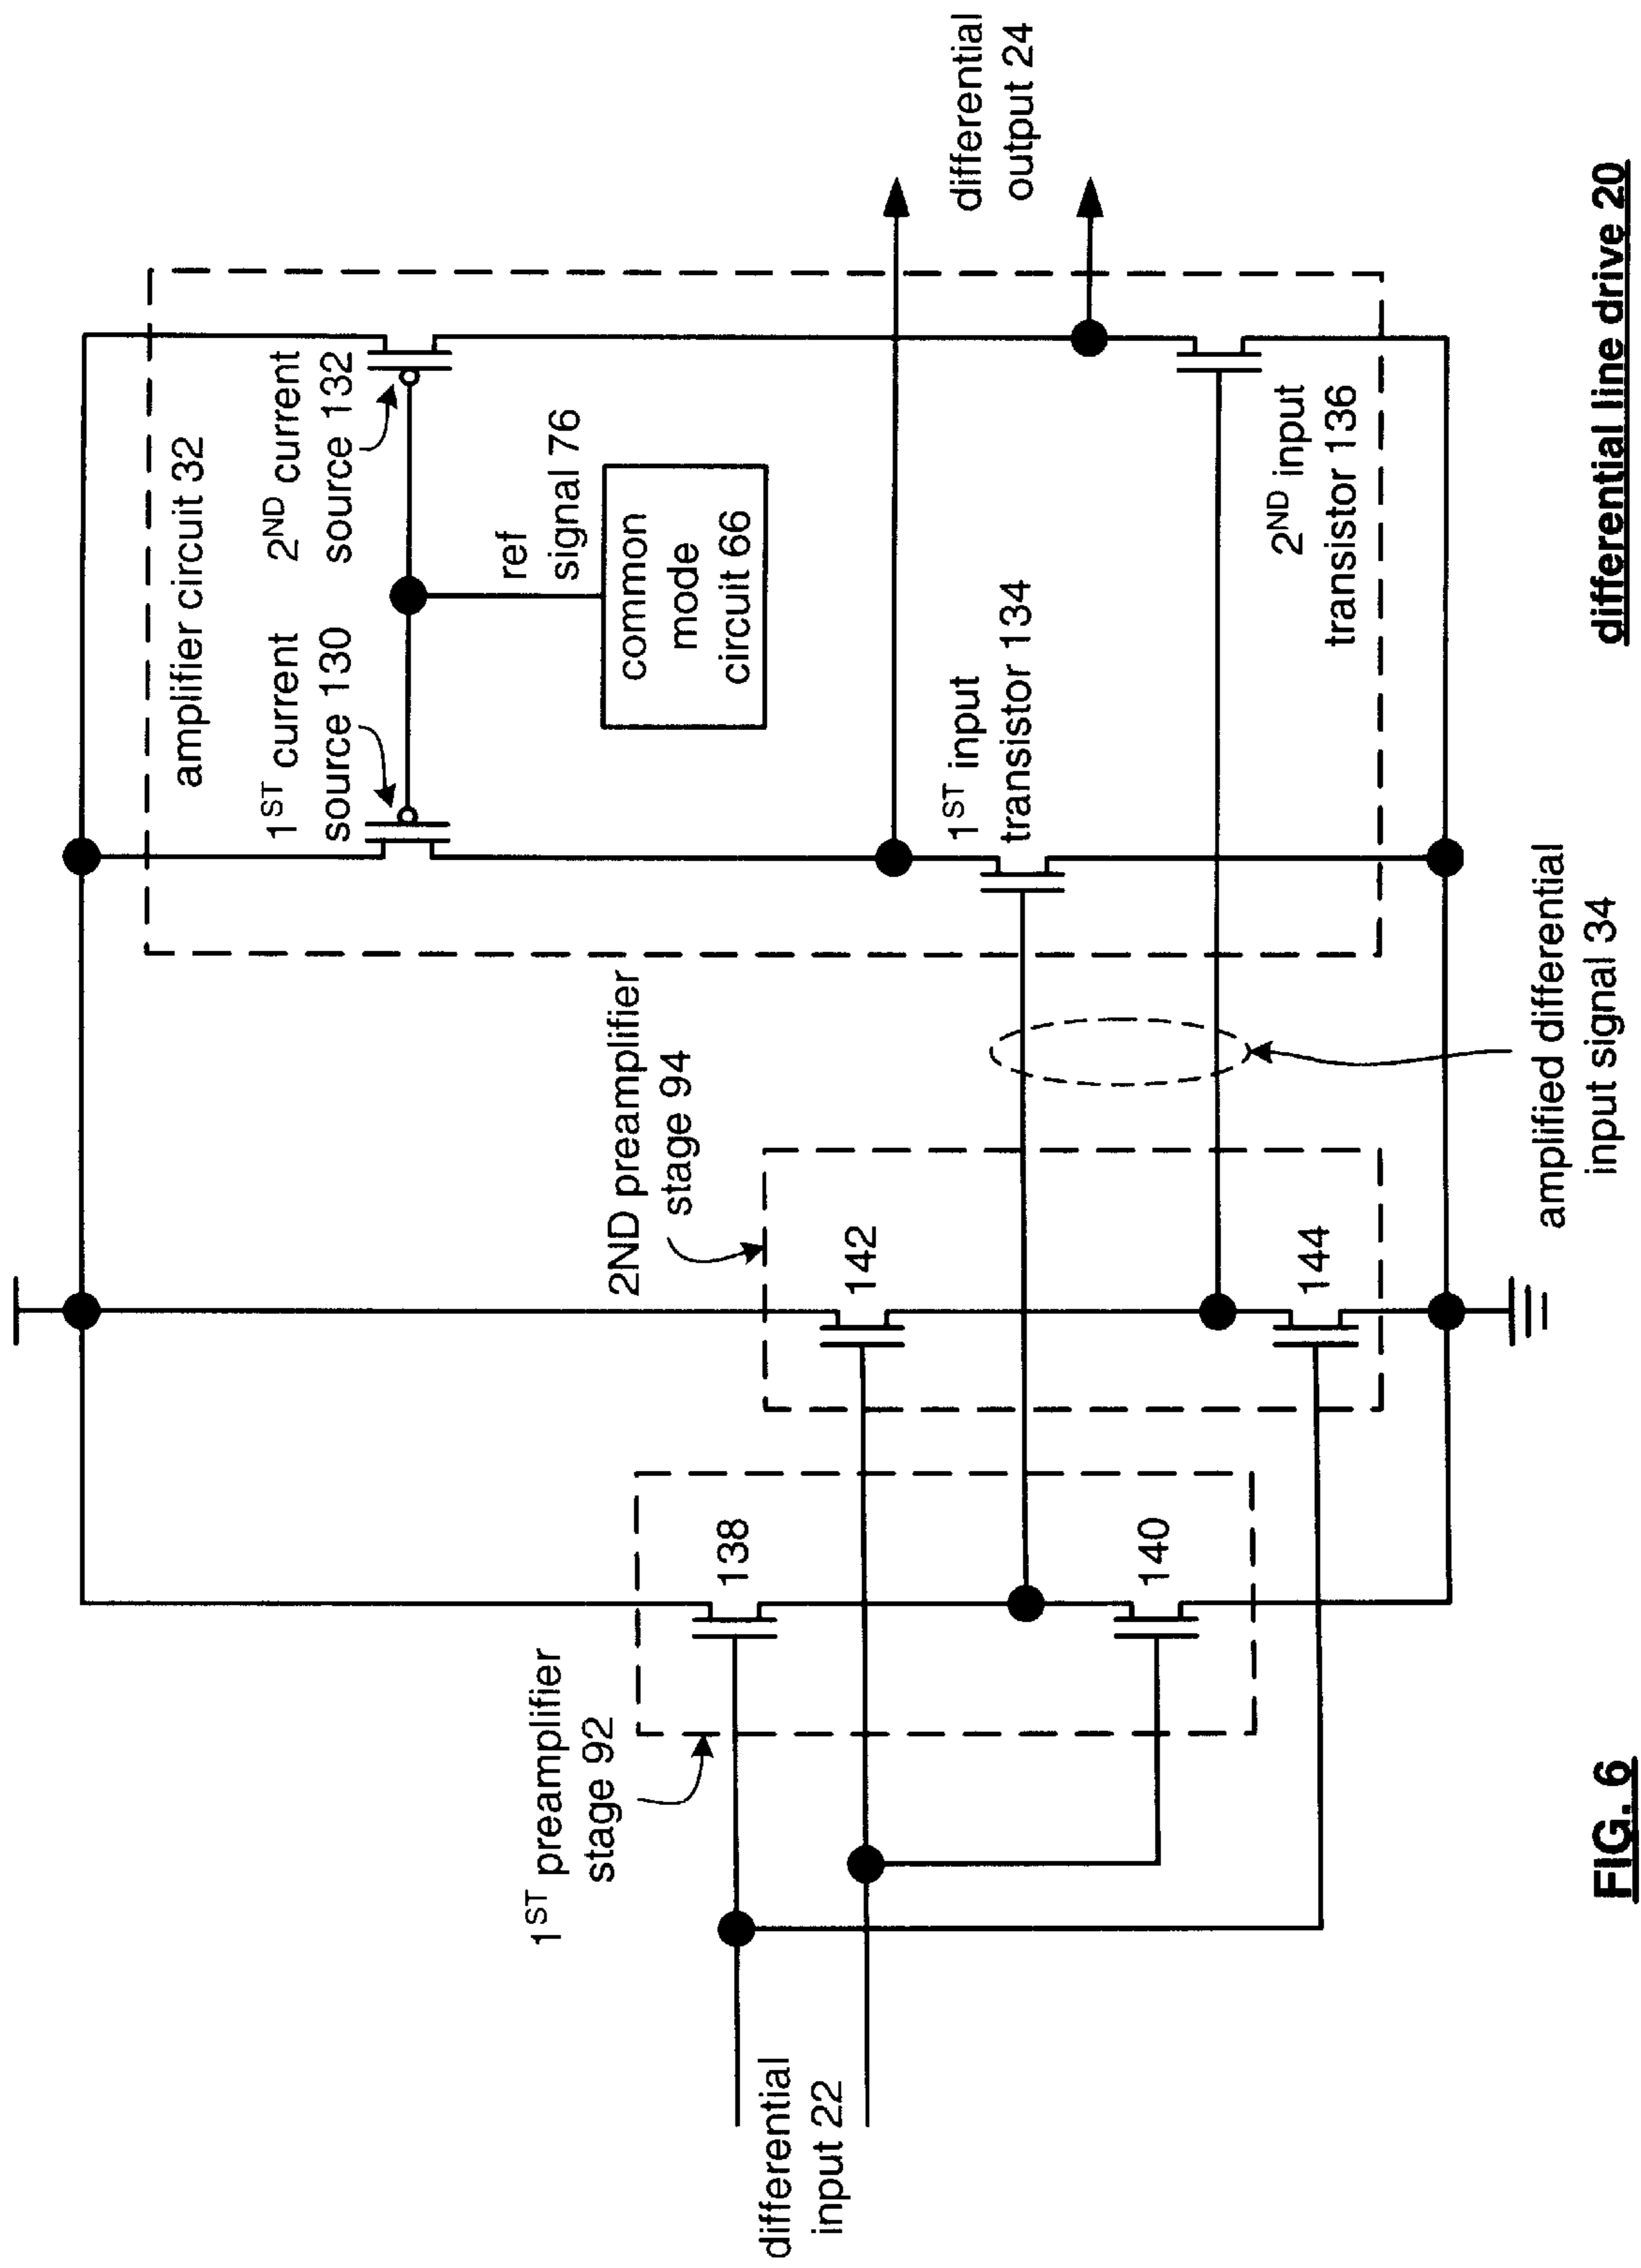 amplifier circuit 32
1ST current
source 130
2ND current
source 132
ref
signal 76
common
mode
circuit 66
differential
output 24
1ST input
transistor 134
2ND input
transistor 136
2ND preamplifier
stage 94
142
144
1ST preamplifier
stage 92
138
140
differential
input 22
amplified differential
input signal 34
FIG. 6
differential line drive 20